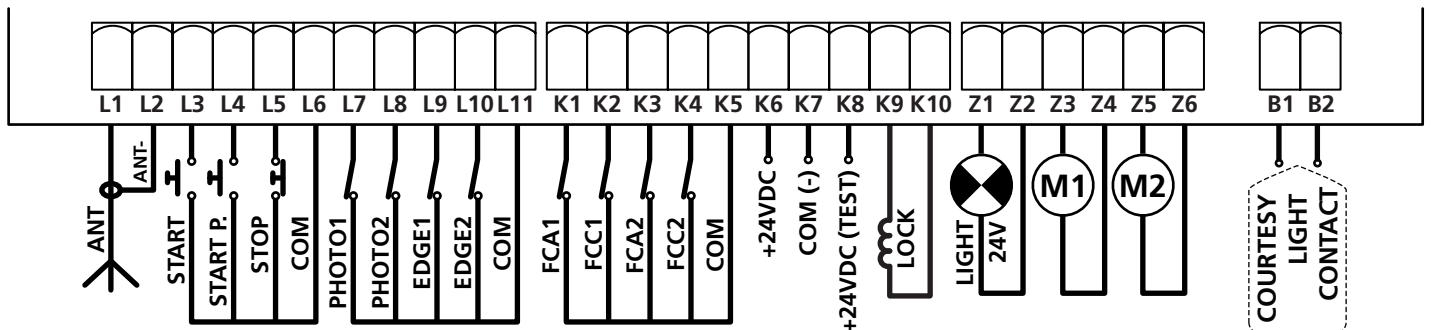 L1 L2 L3 L4 L5 L6 L7 L8 L9 L10 L11 K1 K2 K3 K4 K5 K6 K7 K8 K9 K10 Z1 Z2 Z3 Z4 Z5 Z6 B1 B2
ANT
ANT-
START
START P.
STOP
COM
PHOTO1
PHOTO2
EDGE1
EDGE2
COM
FCA1
FCC1
FCA2
FCC2
COM
+24VDC
COM (-)
+24VDC (TEST)
LOCK
LIGHT
24V
M1
M2
COURTESY
LIGHT
CONTACT